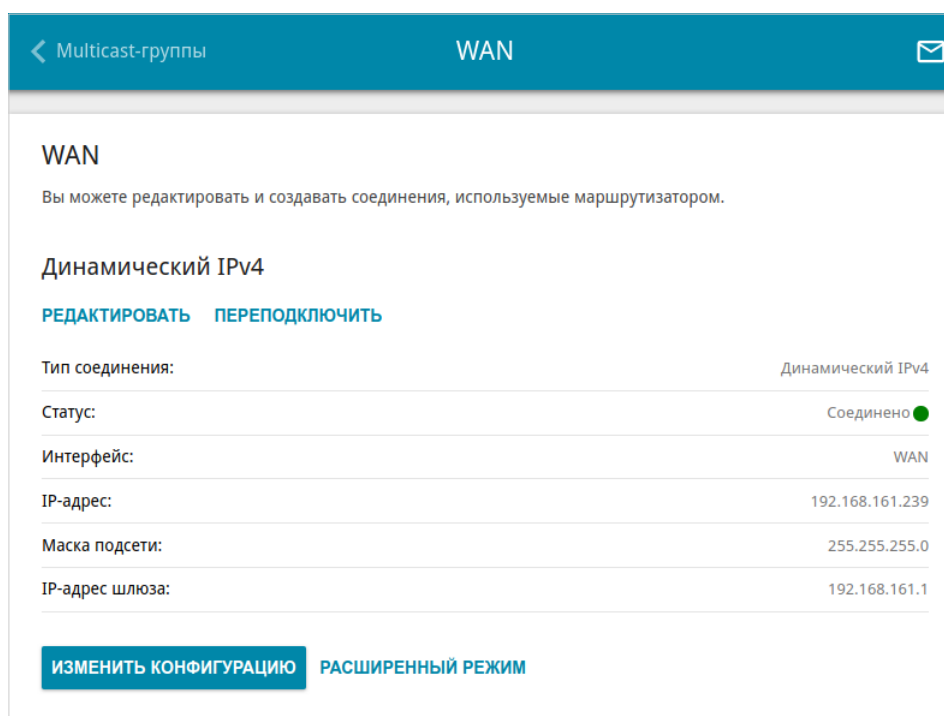 Multicast-группы WAN
WAN
Вы можете редактировать и создавать соединения, используемые маршрутизатором.
Динамический IPv4
РЕДАКТИРОВАТЬ ПЕРЕПОДКЛЮЧИТЬ
Тип соединения: Динамический IPv4
Статус: Соединено
Интерфейс: WAN
IP-адрес: 192.168.161.239
Маска подсети: 255.255.255.0
IP-адрес шлюза: 192.168.161.1
ИЗМЕНИТЬ КОНФИГУРАЦИЮ РАСШИРЕННЫЙ РЕЖИМ